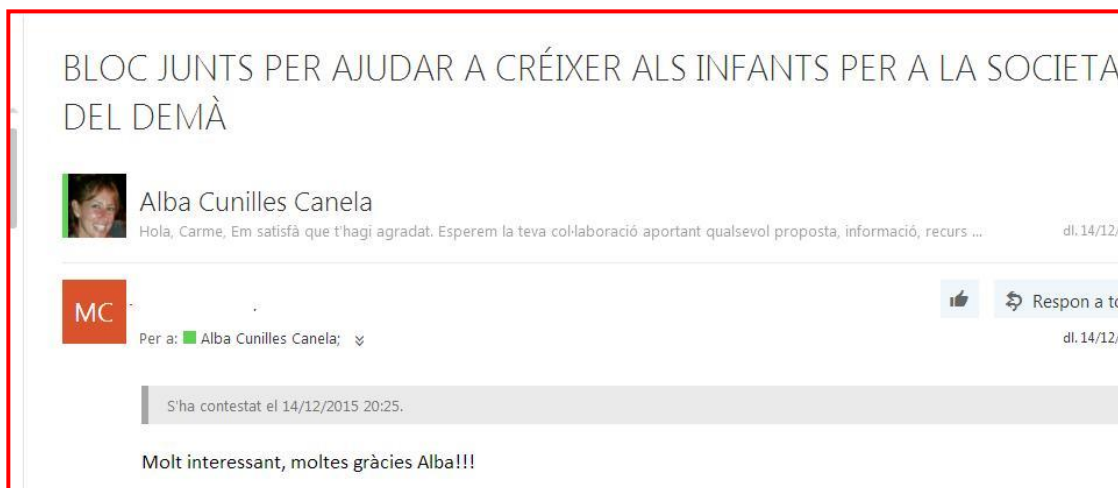 BLOC JUNTS PER AJUDAR A CRÉIXER ALS INFANTS PER A LA SOCIETA
DEL DEMÀ
Alba Cunilles Canela
Hola, Carme, Em satisfà que t'hagi agradat. Esperem la teva col·laboració aportant qualsevol proposta, informació, recurs ... dl. 14/12/
MC
Respon a to
Per a: Alba Cunilles Canela; dl. 14/12/
S'ha contestat el 14/12/2015 20:25.
Molt interessant, moltes gràcies Alba!!!